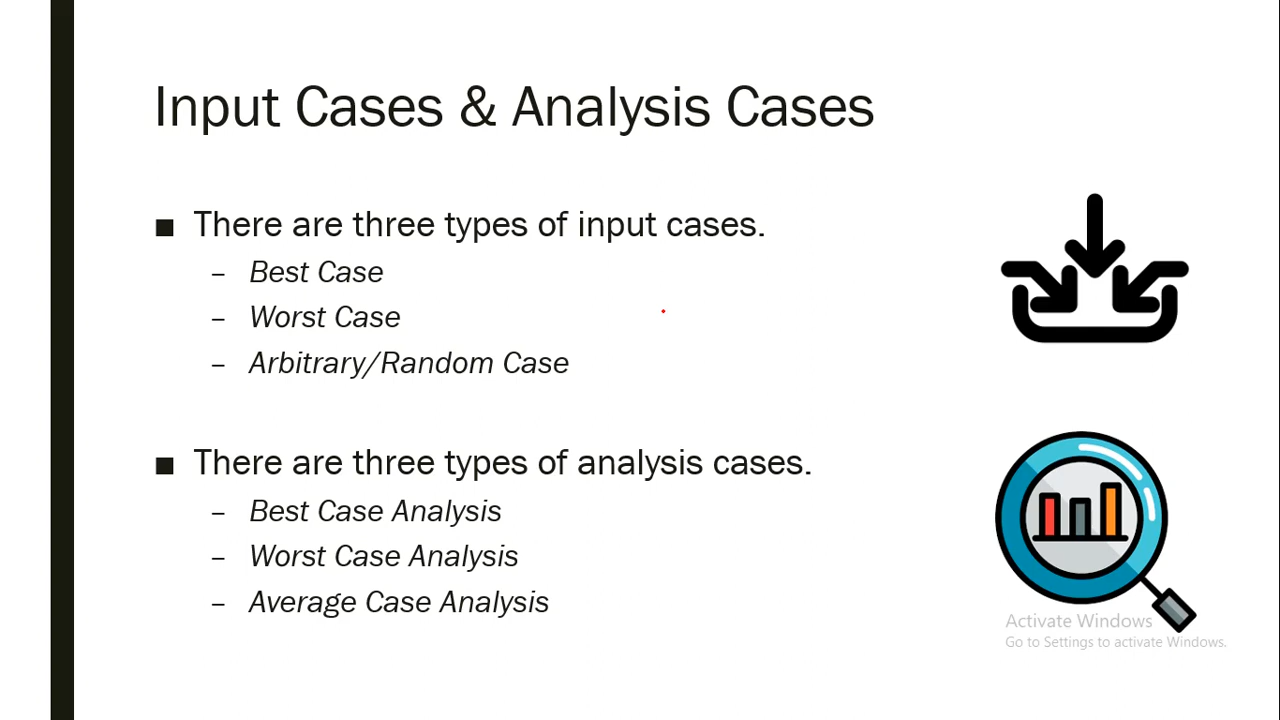 Input Cases & Analysis Cases
■ There are three types of input cases.
– Best Case
– Worst Case
– Arbitrary/Random Case
■ There are three types of analysis cases.
– Best Case Analysis
– Worst Case Analysis
– Average Case Analysis
Activate Windows
Go to Settings to activate Windows.